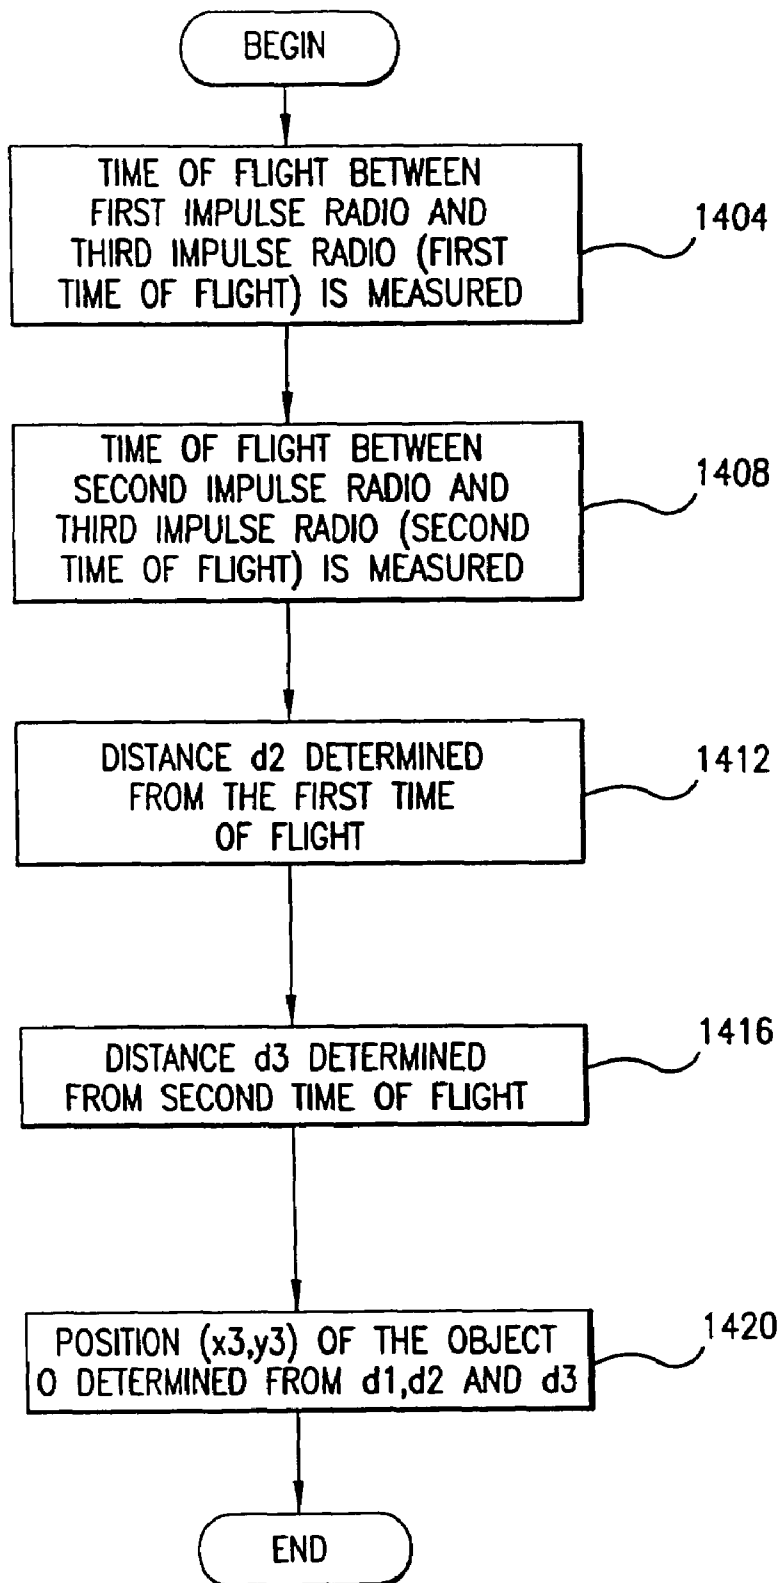 BEGIN
TIME OF FLIGHT BETWEEN
FIRST IMPULSE RADIO AND
THIRD IMPULSE RADIO (FIRST
TIME OF FLIGHT) IS MEASURED
1404
TIME OF FLIGHT BETWEEN
SECOND IMPULSE RADIO AND
THIRD IMPULSE RADIO (SECOND
TIME OF FLIGHT) IS MEASURED
1408
DISTANCE d2 DETERMINED
FROM THE FIRST TIME
OF FLIGHT
1412
DISTANCE d3 DETERMINED
FROM SECOND TIME OF FLIGHT
1416
POSITION (x3,y3) OF THE OBJECT
O DETERMINED FROM d1,d2 AND d3
1420
END